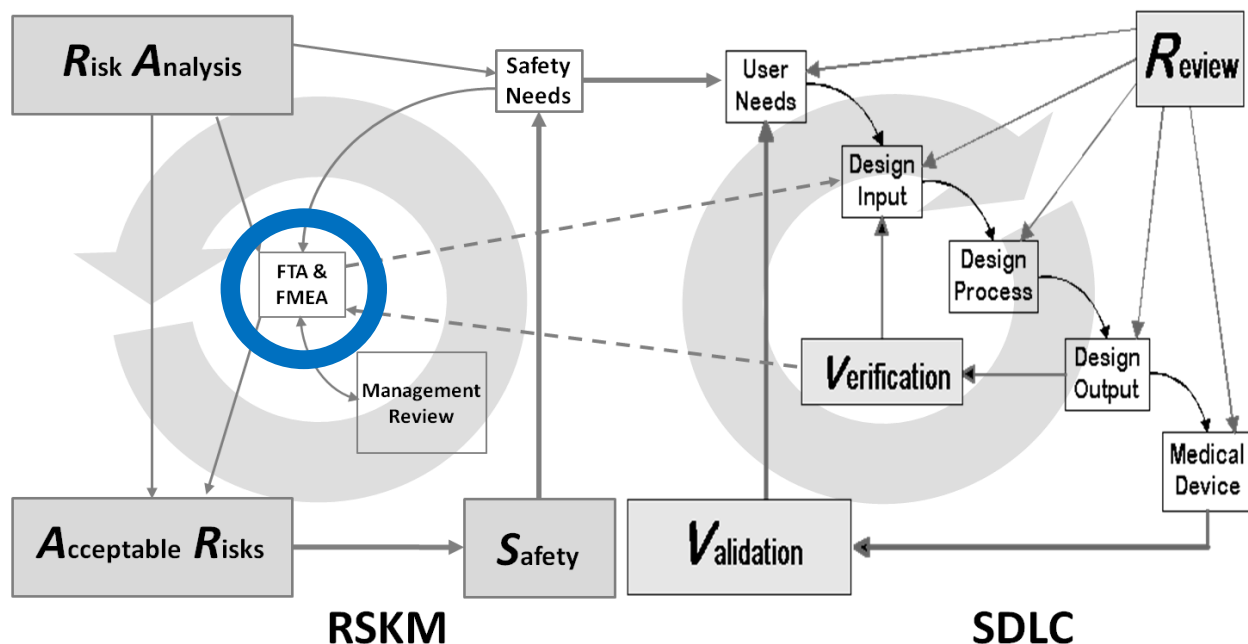 Risk Analysis
Safety
Needs
User
Needs
Review
Design
Input
FTA &
FMEA
Design
Process
Management
Review
Verification
Design
Output
Medical
Device
Acceptable Risks
Safety
Validation
RSKM
SDLC